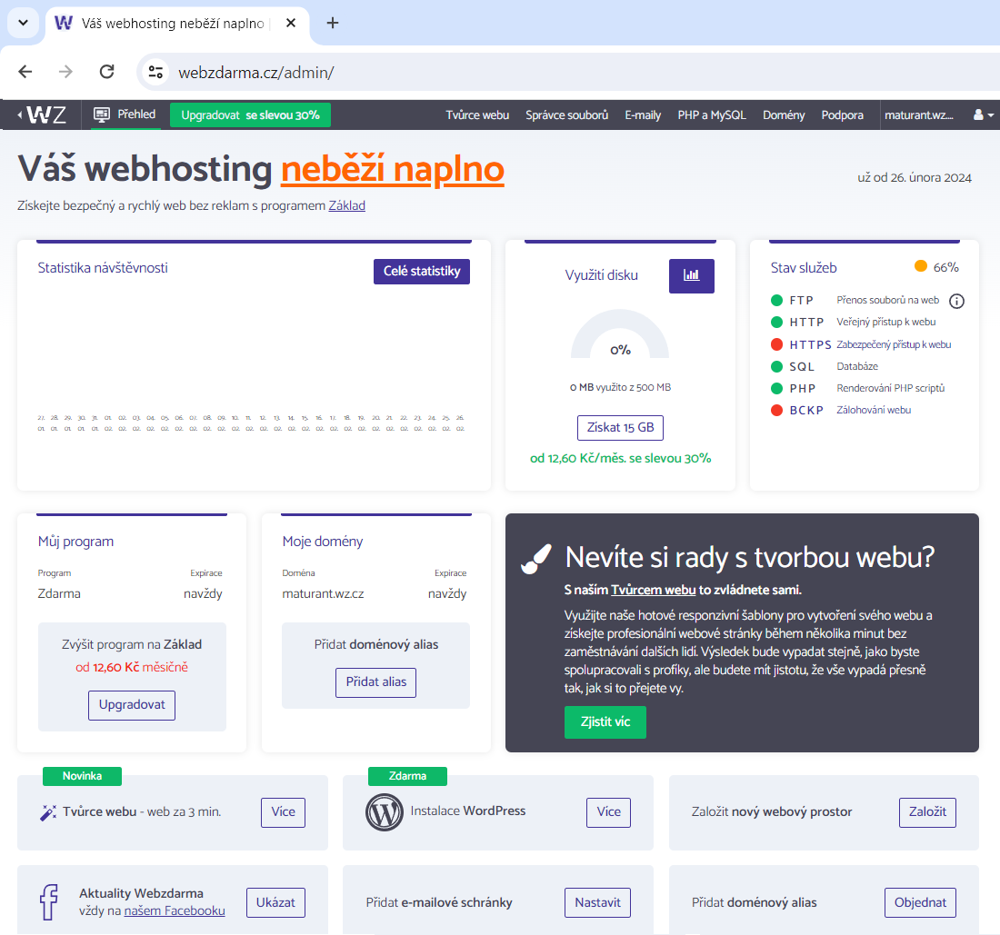 Váš webhosting neběží naplno
webzdarma.cz/admin/
WZ Přehled Upgradovat se slevou 30% Tvůrce webu Správce souborů E-maily PHP a MySQL Domény Podpora maturant.wz....
Váš webhosting neběží naplno
už od 26. února 2024
Získejte bezpečný a rychlý web bez reklam s programem Základ
Statistika návštěvnosti
Celé statistiky
27. 28. 29. 30. 31. 01. 02. 03. 04. 05. 06. 07. 08. 09. 10. 11. 12. 13. 14. 15. 16. 17. 18. 19. 20. 21. 22. 23. 24. 25. 26.
01. 01. 01. 01. 01. 02. 02. 02. 02. 02. 02. 02. 02. 02. 02. 02. 02. 02. 02. 02. 02. 02. 02. 02. 02. 02. 02. 02. 02. 02. 02.
Využití disku
0%
0 MB využito z 500 MB
Získat 15 GB
od 12,60 Kč/měs. se slevou 30%
Stav služeb
66%
FTP Přenos souborů na web
HTTP Veřejný přístup k webu
HTTPS Zabezpečený přístup k webu
SQL Databáze
PHP Renderování PHP scriptů
BCKP Zálohování webu
Můj program
Program Expirace
Zdarma navždy
Zvýšit program na Základ
od 12,60 Kč měsíčně
Upgradovat
Moje domény
Doména Expirace
maturant.wz.cz navždy
Přidat doménový alias
Přidat alias
Nevíte si rady s tvorbou webu?
S naším Tvůrcem webu to zvládnete sami.
Využijte naše hotové responzivní šablony pro vytvoření svého webu a
získejte profesionální webové stránky během několika minut bez
zaměstnávání dalších lidí. Výsledek bude vypadat stejně, jako byste
spolupracovali s profíky, ale budete mít jistotu, že vše vypadá přesně
tak, jak si to přejete vy.
Zjistit víc
Novinka
Tvůrce webu - web za 3 min.
Více
Zdarma
Instalace WordPress
Více
Založit nový webový prostor
Založit
Aktuality Webzdarma
vždy na našem Facebooku
Ukázat
Přidat e-mailové schránky
Nastavit
Přidat doménový alias
Objednat